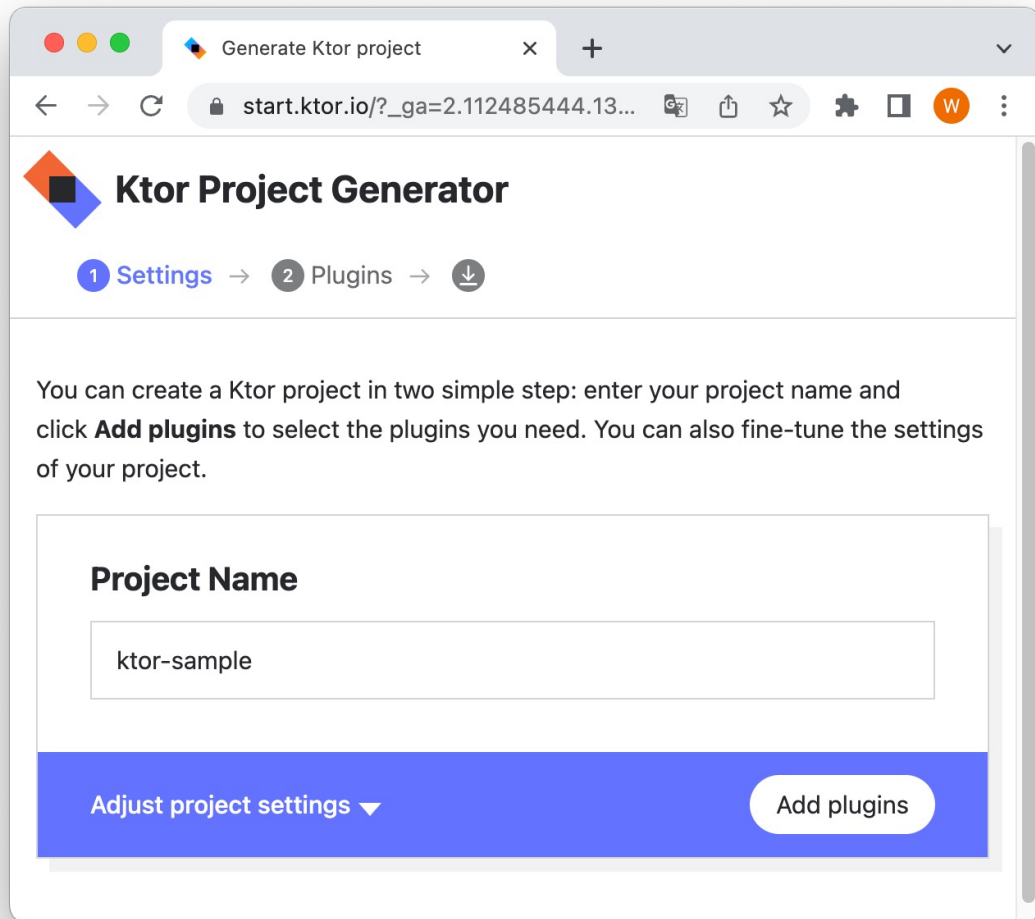 Generate Ktor project
start.ktor.io/?_ga=2.112485444.13...
W
Ktor Project Generator
1 Settings → 2 Plugins →
You can create a Ktor project in two simple step: enter your project name and
click Add plugins to select the plugins you need. You can also fine-tune the settings
of your project.
Project Name
ktor-sample
Adjust project settings
Add plugins